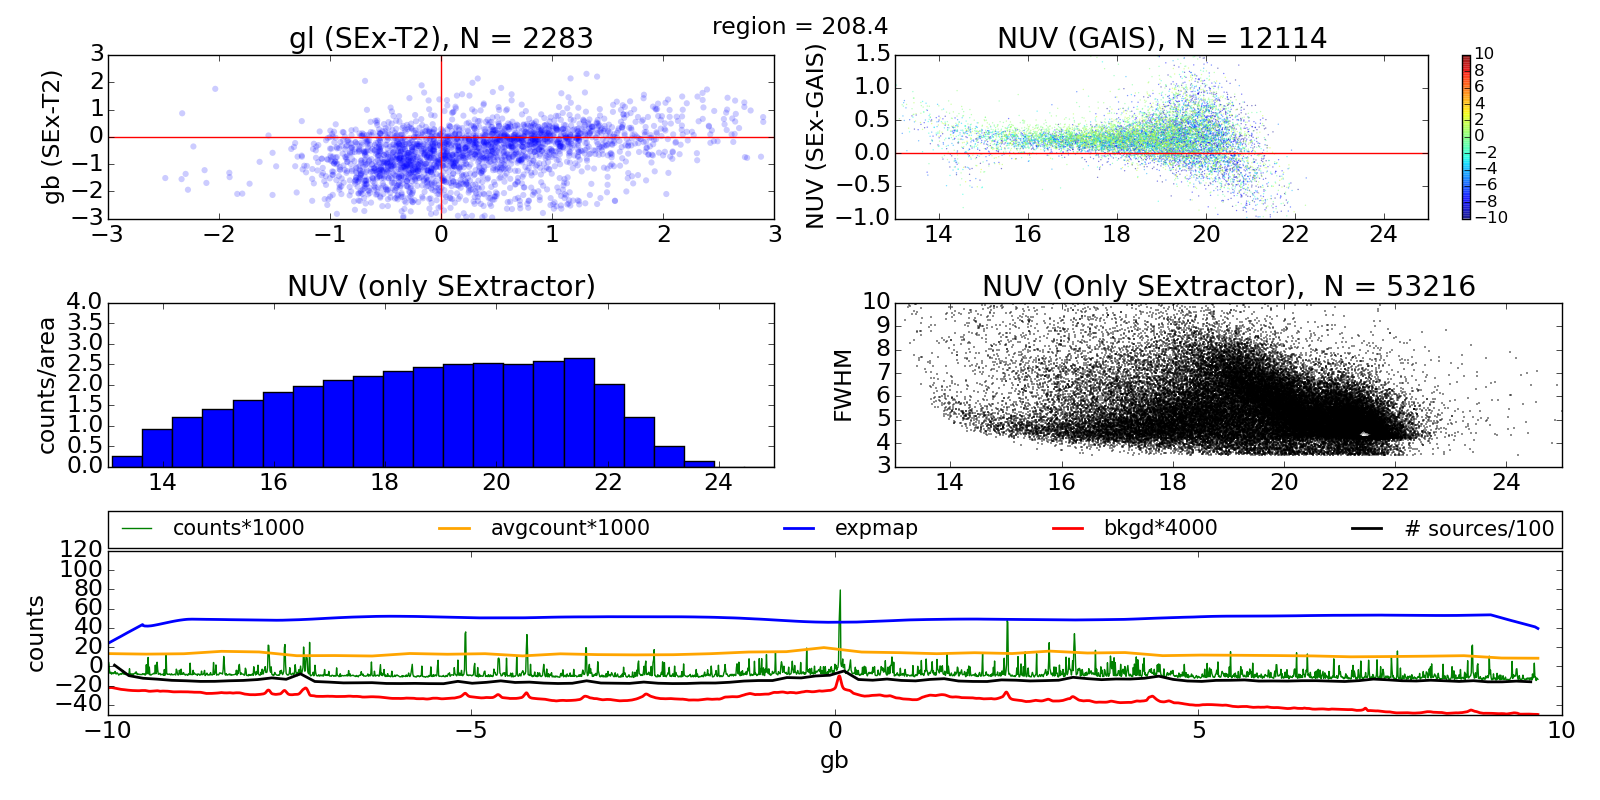 region = 208.4
gl (SEx-T2), N = 2283
gb (SEx-T2)
3
2
1
0
−1
−2
−3
−3 −2 −1 0 1 2 3
NUV (GAIS), N = 12114
NUV (SEx-GAIS)
1.5
1.0
0.5
0.0
−0.5
−1.0
14 16 18 20 22 24
10
8
6
4
2
0
−2
−4
−6
−8
−10
NUV (only SExtractor)
counts/area
4.0
3.5
3.0
2.5
2.0
1.5
1.0
0.5
0.0
14 16 18 20 22 24
NUV (Only SExtractor), N = 53216
FWHM
10
9
8
7
6
5
4
3
14 16 18 20 22 24
counts*1000 avgcount*1000 expmap bkgd*4000 # sources/100
counts
120
100
80
60
40
20
0
−20
−40
−10 −5 0 5 10
gb